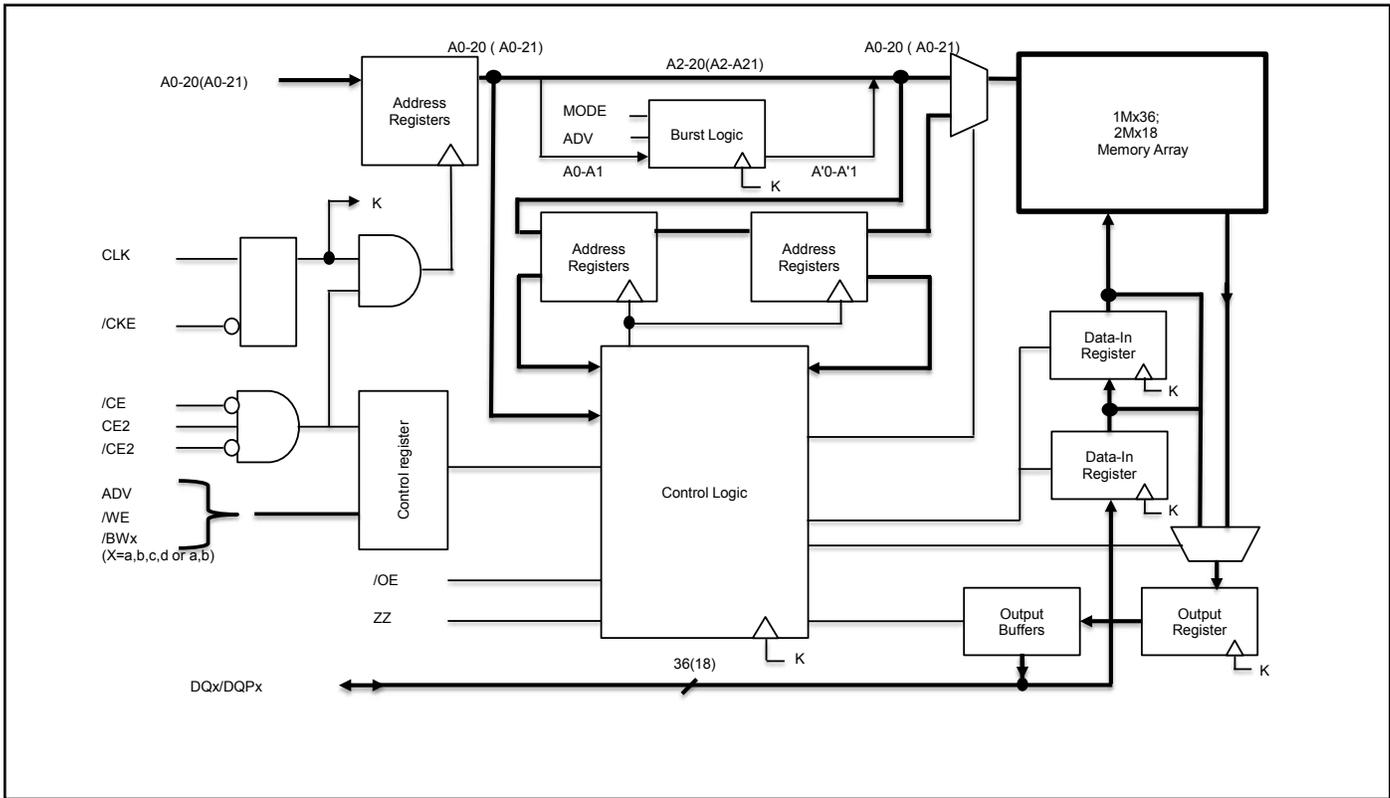 A0-20 ( A0-21)
A2-20(A2-A21)
A0-20 ( A0-21)
A0-20(A0-21)
Address
Registers
MODE
ADV
Burst Logic
A0-A1
A'0-A'1
K
1Mx36;
2Mx18
Memory Array
K
CLK
/CKE
Address
Registers
Address
Registers
Data-In
Register
K
/CE
CE2
/CE2
Control register
Control Logic
Data-In
Register
K
ADV
/WE
/BWx
(X=a,b,c,d or a,b)
/OE
ZZ
K
Output
Buffers
Output
Register
K
36(18)
DQx/DQPx